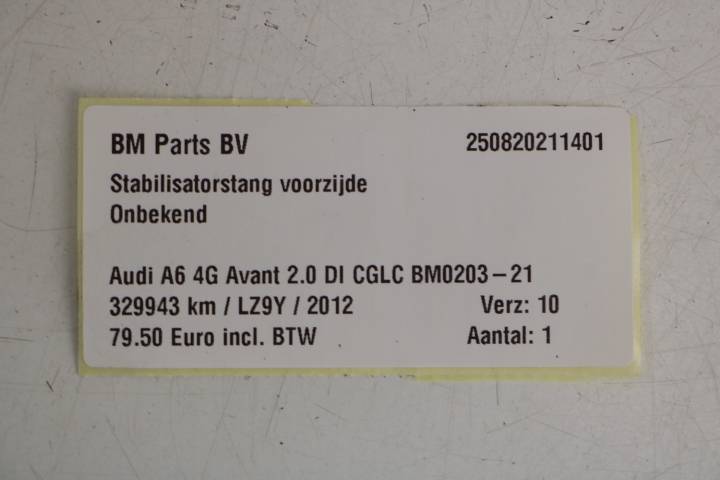 BM Parts BV 250820211401
Stabilisatorstang voorzijde
Onbekend
Audi A6 4G Avant 2.0 DI CGLC BM0203-21
329943 km / LZ9Y / 2012 Verz: 10
79.50 Euro incl. BTW Aantal: 1